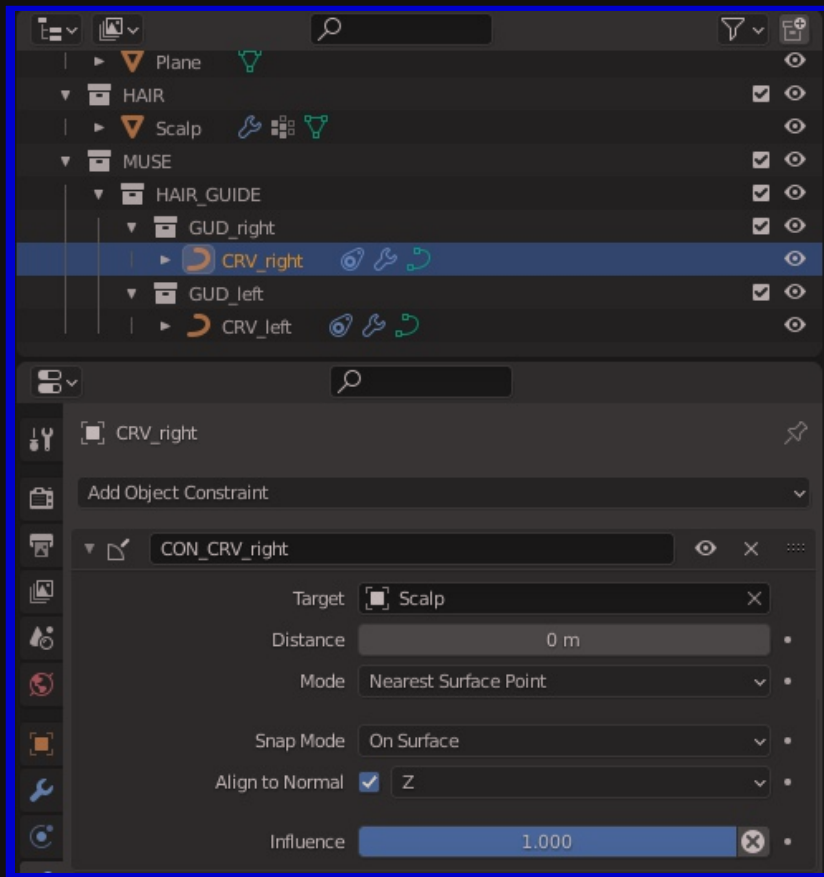 Plane
HAIR
Scalp
MUSE
HAIR_GUIDE
GUD_right
CRV_right
GUD_left
CRV_left
CRV_right
Add Object Constraint
CON_CRV_right
Target Scalp
Distance 0 m
Mode Nearest Surface Point
Snap Mode On Surface
Align to Normal Z
Influence 1.000